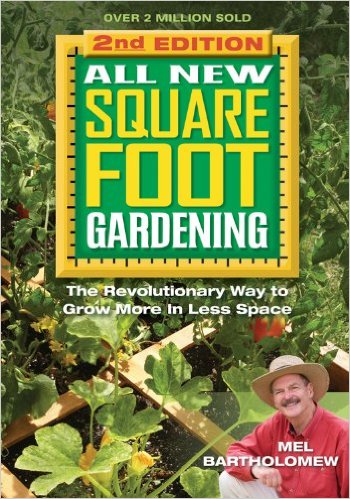 OVER 2 MILLION SOLD
2nd EDITION
ALL NEW
SQUARE
FOOT
GARDENING
The Revolutionary Way to
Grow More In Less Space
MEL
BARTHOLOMEW